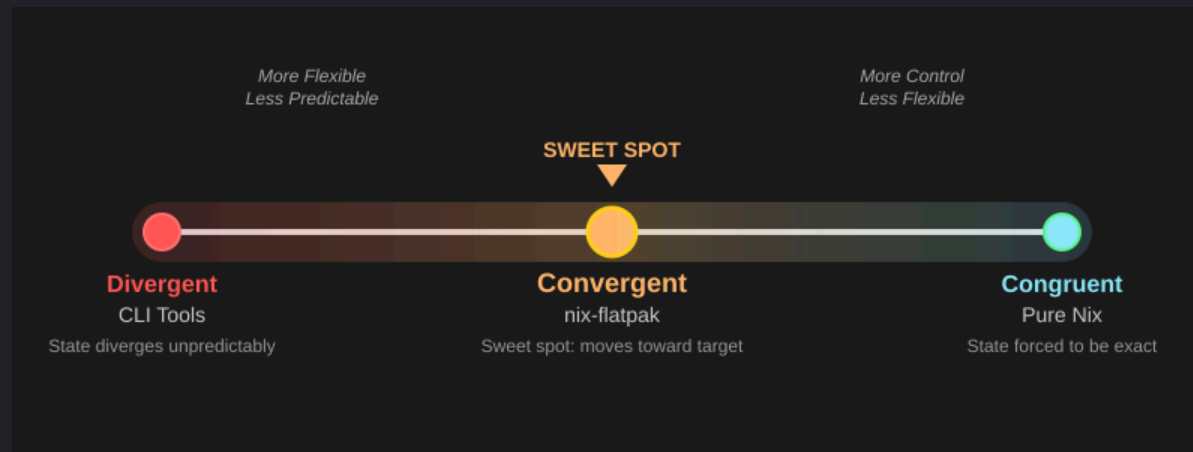 More Flexible
Less Predictable
More Control
Less Flexible
SWEET SPOT
Divergent
CLI Tools
State diverges unpredictably
Convergent
nix-flatpak
Sweet spot: moves toward target
Congruent
Pure Nix
State forced to be exact